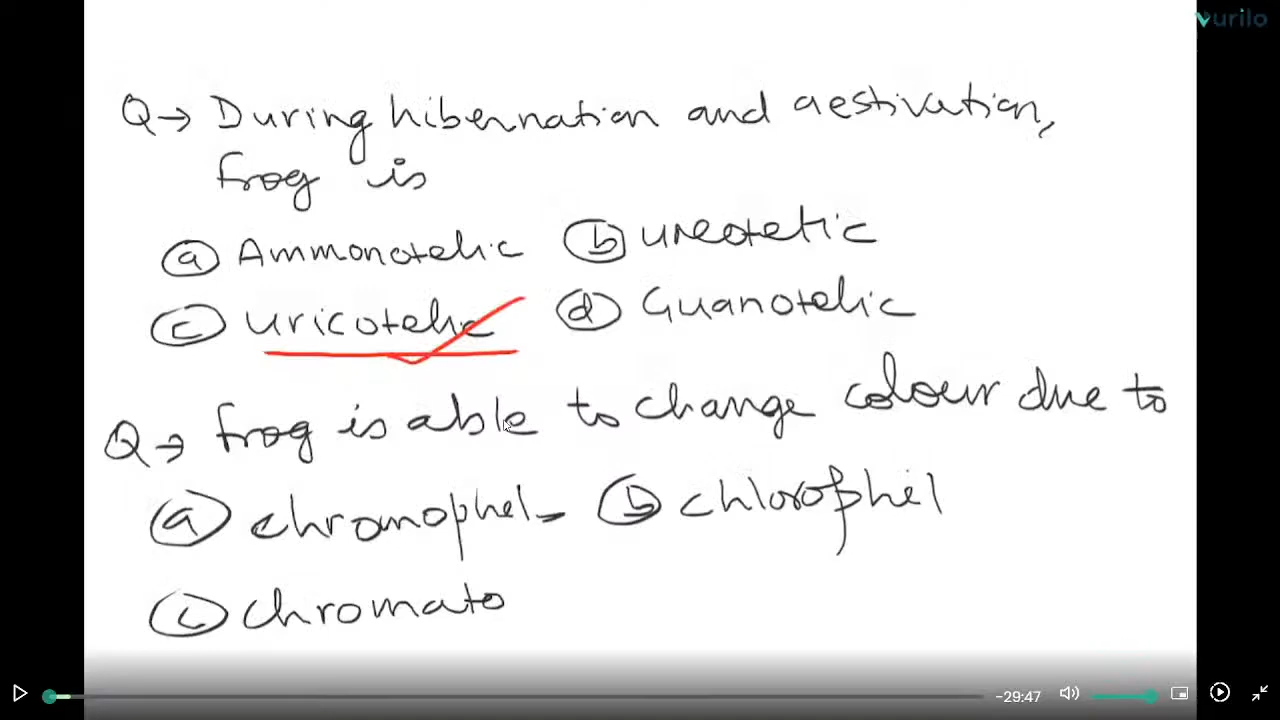 vurilo
Q→ During hibernation and aestivation,
frog is
(a) Ammonotelic (b) ureotelic
(c) uricotelic (d) Guanotelic
Q→ frog is able to change colour due to
(a) chromophel- (b) chlorophel
(c) chromato
-29:47